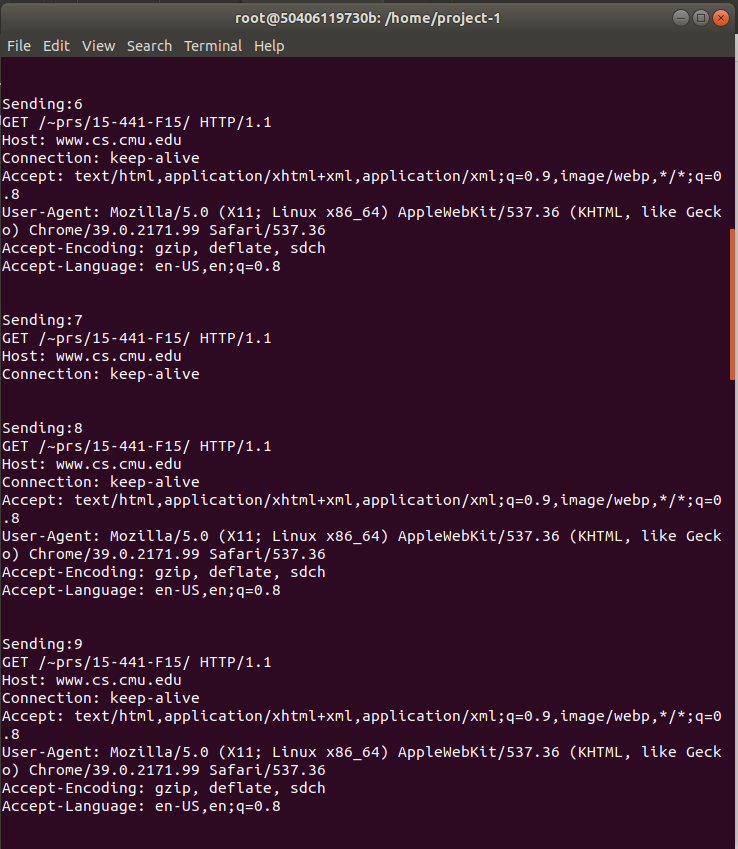 root@50406119730b: /home/project-1
File Edit View Search Terminal Help
Sending:6
GET /~prs/15-441-F15/ HTTP/1.1
Host: www.cs.cmu.edu
Connection: keep-alive
Accept: text/html,application/xhtml+xml,application/xml;q=0.9,image/webp,*/*;q=0
.8
User-Agent: Mozilla/5.0 (X11; Linux x86_64) AppleWebKit/537.36 (KHTML, like Geck
o) Chrome/39.0.2171.99 Safari/537.36
Accept-Encoding: gzip, deflate, sdch
Accept-Language: en-US,en;q=0.8
Sending:7
GET /~prs/15-441-F15/ HTTP/1.1
Host: www.cs.cmu.edu
Connection: keep-alive
Sending:8
GET /~prs/15-441-F15/ HTTP/1.1
Host: www.cs.cmu.edu
Connection: keep-alive
Accept: text/html,application/xhtml+xml,application/xml;q=0.9,image/webp,*/*;q=0
.8
User-Agent: Mozilla/5.0 (X11; Linux x86_64) AppleWebKit/537.36 (KHTML, like Geck
o) Chrome/39.0.2171.99 Safari/537.36
Accept-Encoding: gzip, deflate, sdch
Accept-Language: en-US,en;q=0.8
Sending:9
GET /~prs/15-441-F15/ HTTP/1.1
Host: www.cs.cmu.edu
Connection: keep-alive
Accept: text/html,application/xhtml+xml,application/xml;q=0.9,image/webp,*/*;q=0
.8
User-Agent: Mozilla/5.0 (X11; Linux x86_64) AppleWebKit/537.36 (KHTML, like Geck
o) Chrome/39.0.2171.99 Safari/537.36
Accept-Encoding: gzip, deflate, sdch
Accept-Language: en-US,en;q=0.8